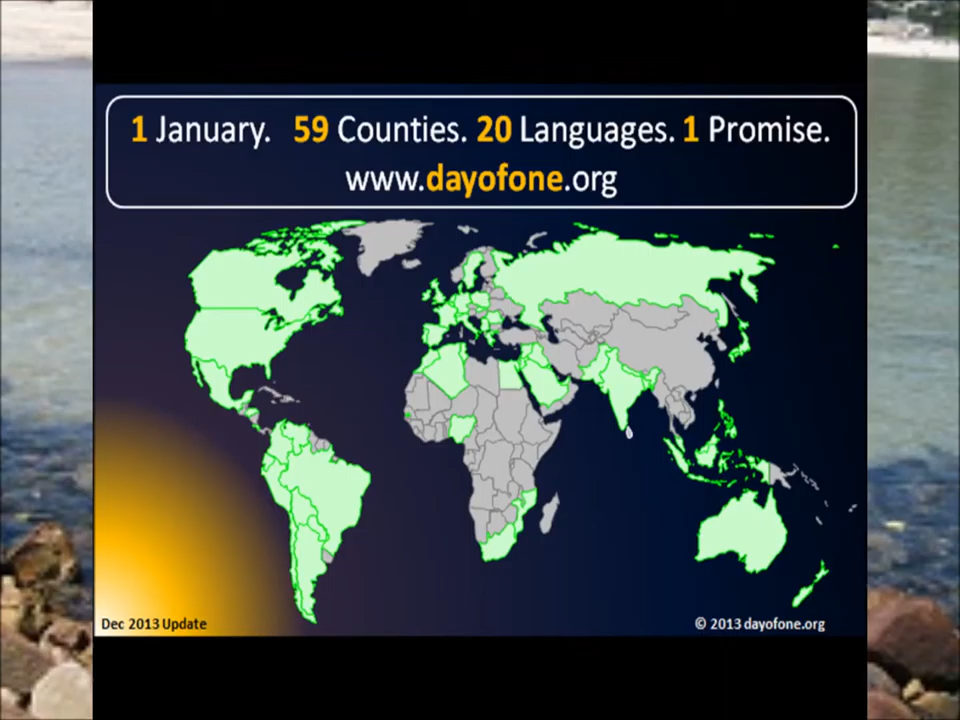 1 January. 59 Counties. 20 Languages. 1 Promise.
www.dayofone.org
Dec 2013 Update
© 2013 dayofone.org